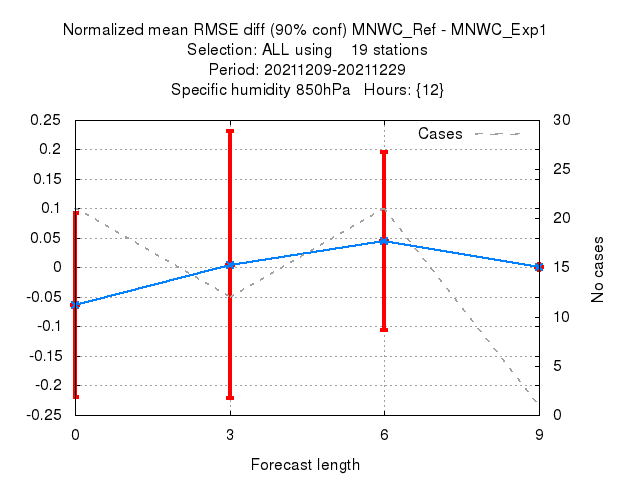 Normalized mean RMSE diff (90% conf) MNWC_Ref - MNWC_Exp1
Selection: ALL using    19 stations
Period: 20211209-20211229
Specific humidity 850hPa   Hours: {12}
Cases
0.25
0.2
0.15
0.1
0.05
0
-0.05
-0.1
-0.15
-0.2
-0.25
30
25
20
15
10
5
0
No cases
0 3 6 9
Forecast length